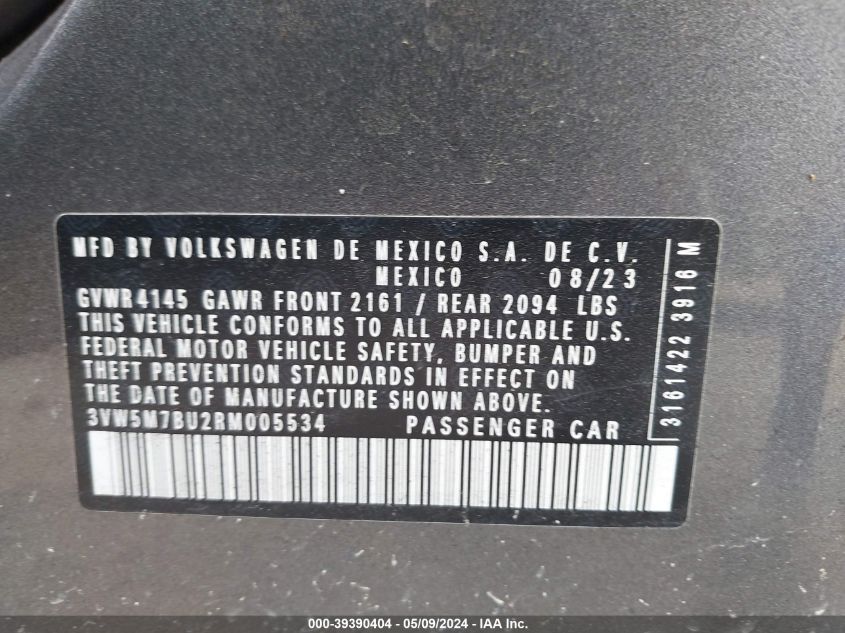 MFD BY VOLKSWAGEN DE MEXICO S.A. DE C.V.
MEXICO 08/23
GVWR 4145 GAWR FRONT 2161 / REAR 2094 LBS
THIS VEHICLE CONFORMS TO ALL APPLICABLE U.S.
FEDERAL MOTOR VEHICLE SAFETY, BUMPER AND
THEFT PREVENTION STANDARDS IN EFFECT ON
THE DATE OF MANUFACTURE SHOWN ABOVE.
3VW5M7BU2RM005534 PASSENGER CAR
3161422 3916 M
000-39390404 - 05/09/2024 - IAA Inc.